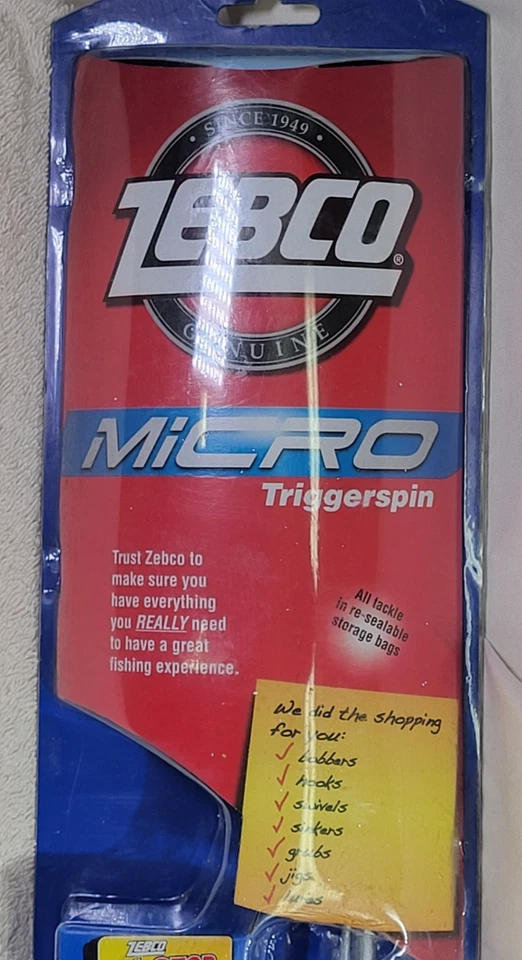 • SINCE 1949 •
ZEBCO®
GENUINE
MiCRO
Triggerspin
Trust Zebco to
make sure you
have everything
you REALLY need
to have a great
fishing experience.
All tackle
in re-sealable
storage bags
We did the shopping
for you:
bobbers
hooks
swivels
sinkers
grubs
jigs
lures
ZEBCO
STOP